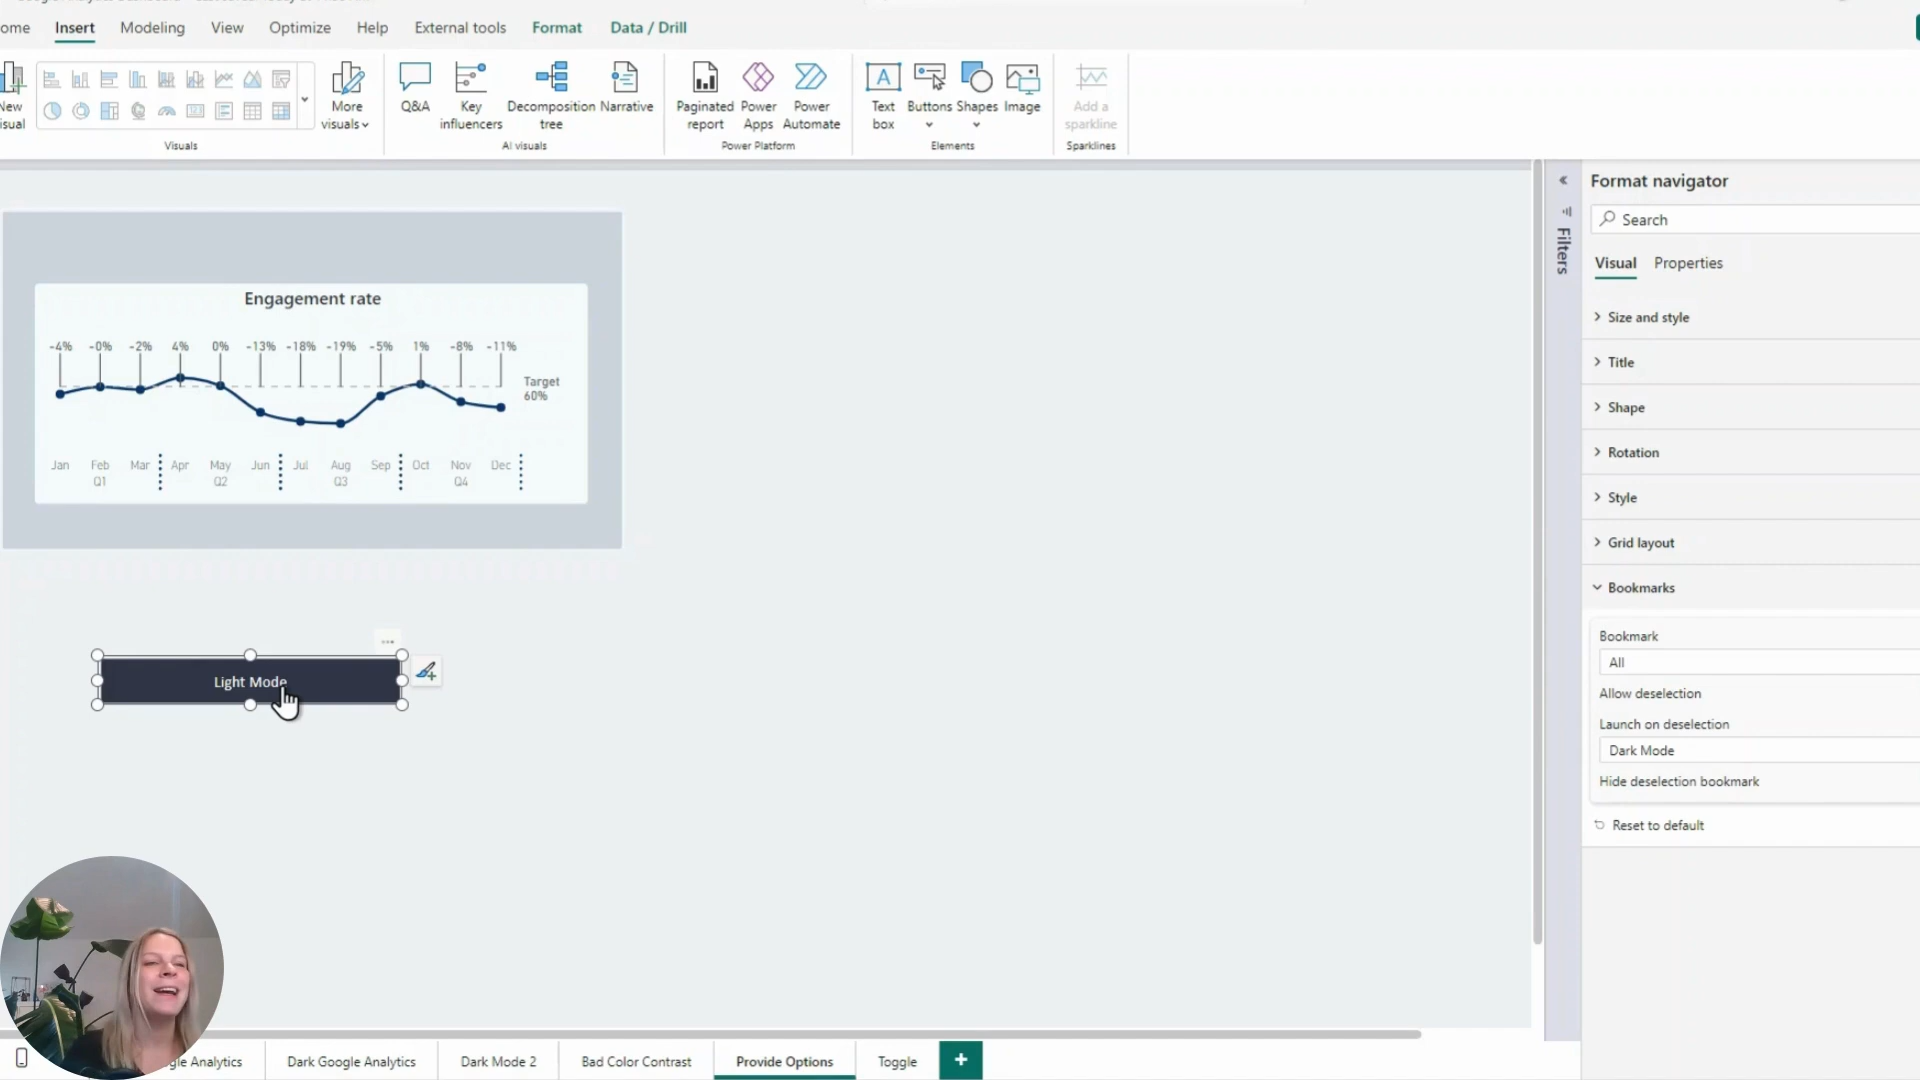 ome Insert Modeling View Optimize Help External tools Format Data / Drill
New
isual
More
visuals
Q&A
Key
influencers
Decomposition
tree
Narrative
Paginated
report
Power
Apps
Power
Automate
Text
box
Buttons
Shapes
Image
Add a
sparkline
Visuals
AI visuals
Power Platform
Elements
Sparklines
Engagement rate
-4% -0% -2% 4% 0% -13% -18% -19% -5% 1% -8% -11%
Target
60%
Jan Feb Mar Apr May Jun Jul Aug Sep Oct Nov Dec
Q1 Q2 Q3 Q4
Light Mode
Filters
Format navigator
Search
Visual Properties
Size and style
Title
Shape
Rotation
Style
Grid layout
Bookmarks
Bookmark
All
Allow deselection
Launch on deselection
Dark Mode
Hide deselection bookmark
Reset to default
gle Analytics Dark Google Analytics Dark Mode 2 Bad Color Contrast Provide Options Toggle +